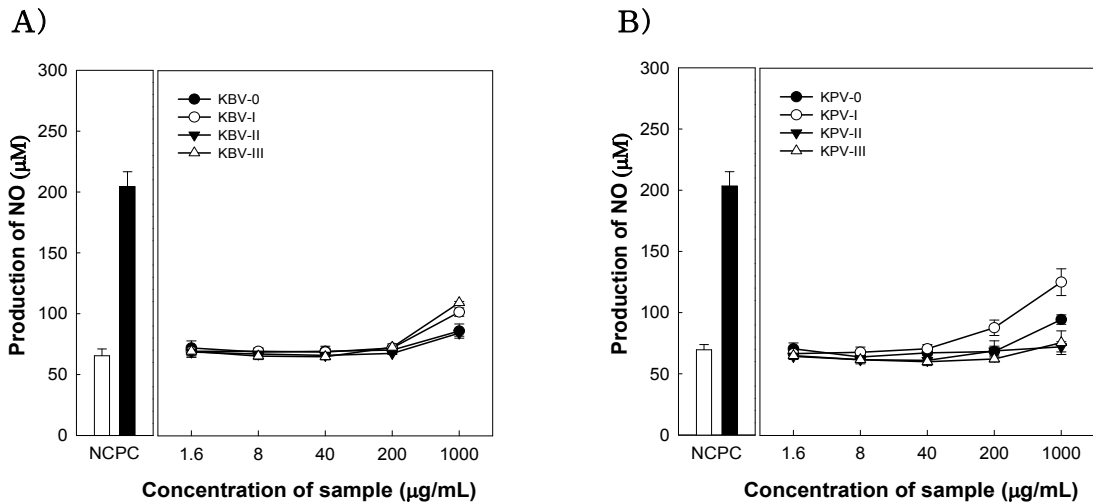 A)
300
250
200
150
100
50
0
Production of NO (µM)
KBV-0
KBV-I
KBV-II
KBV-III
NCPC
1.6 8 40 200 1000
Concentration of sample (µg/mL)
B)
300
250
200
150
100
50
0
Production of NO (µM)
KPV-0
KPV-I
KPV-II
KPV-III
NCPC
1.6 8 40 200 1000
Concentration of sample (µg/mL)